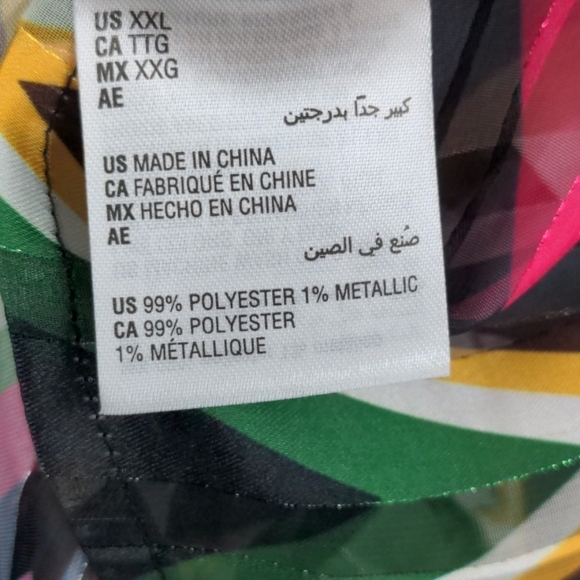 US XXL
CA TTG
MX XXG
AE
كبير جدًا بدرجتين
US MADE IN CHINA
CA FABRIQUÉ EN CHINE
MX HECHO EN CHINA
AE
صُنع في الصين
US 99% POLYESTER 1% METALLIC
CA 99% POLYESTER
1% MÉTALLIQUE